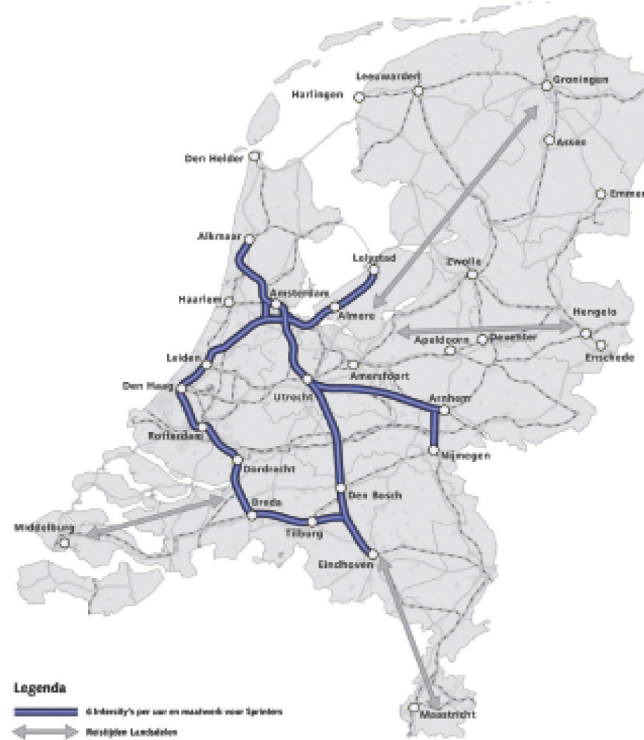 Leeuwarden
Groningen
Harlingen
Assen
Den Helder
Emmen
Alkmaar
Lelystad
Zwolle
Haarlem
Amsterdam
Almere
Hengelo
Apeldoorn
Deventer
Enschede
Leiden
Amersfoort
Den Haag
Utrecht
Arnhem
Rotterdam
Nijmegen
Dordrecht
Den Bosch
Breda
Middelburg
Tilburg
Eindhoven
Maastricht
Legenda
6 Intercity's per uur en maatwerk voor Sprinters
Reistijden Landsdelen